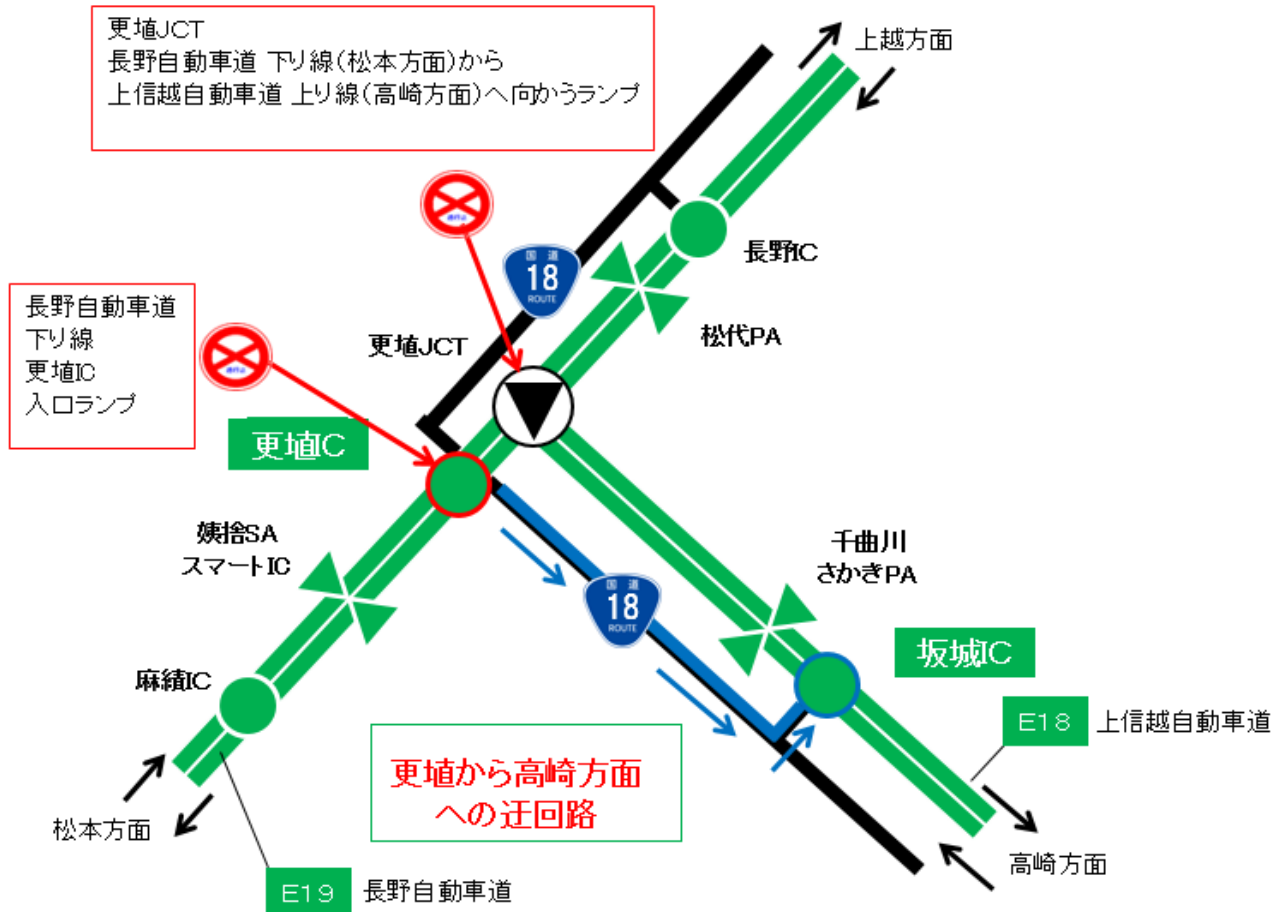 更埴JCT
長野自動車道 下り線(松本方面)から
上信越自動車道 上り線(高崎方面)へ向かうランプ
上越方面
長野IC
国道
18
ROUTE
松代PA
更埴JCT
長野自動車道
下り線
更埴IC
入口ランプ
更埴IC
姨捨SA
スマートIC
千曲川
さかきPA
国道
18
ROUTE
坂城IC
麻績IC
E18 上信越自動車道
更埴から高崎方面
への迂回路
松本方面
高崎方面
E19 長野自動車道